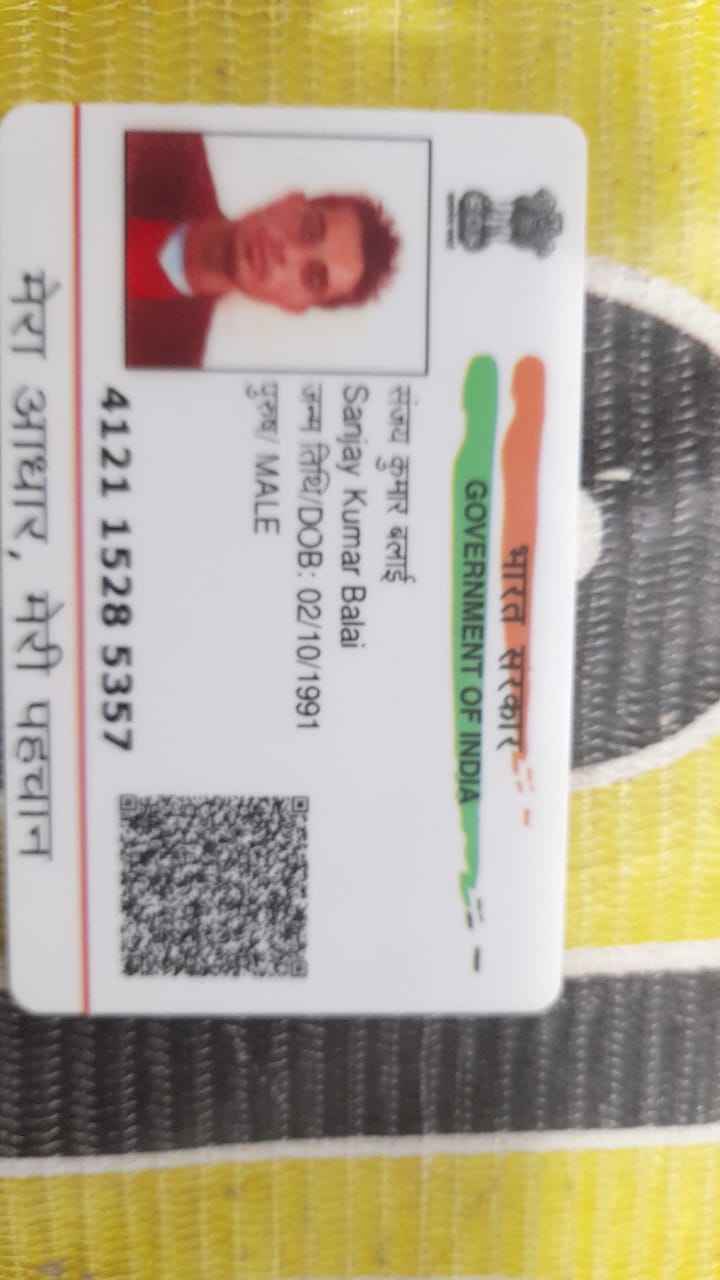 भारत सरकार
GOVERNMENT OF INDIA
संजय कुमार बलाई
Sanjay Kumar Balai
जन्म तिथि/DOB: 02/10/1991
पुरुष/ MALE
4121 1528 5357
मेरा आधार, मेरी पहचान